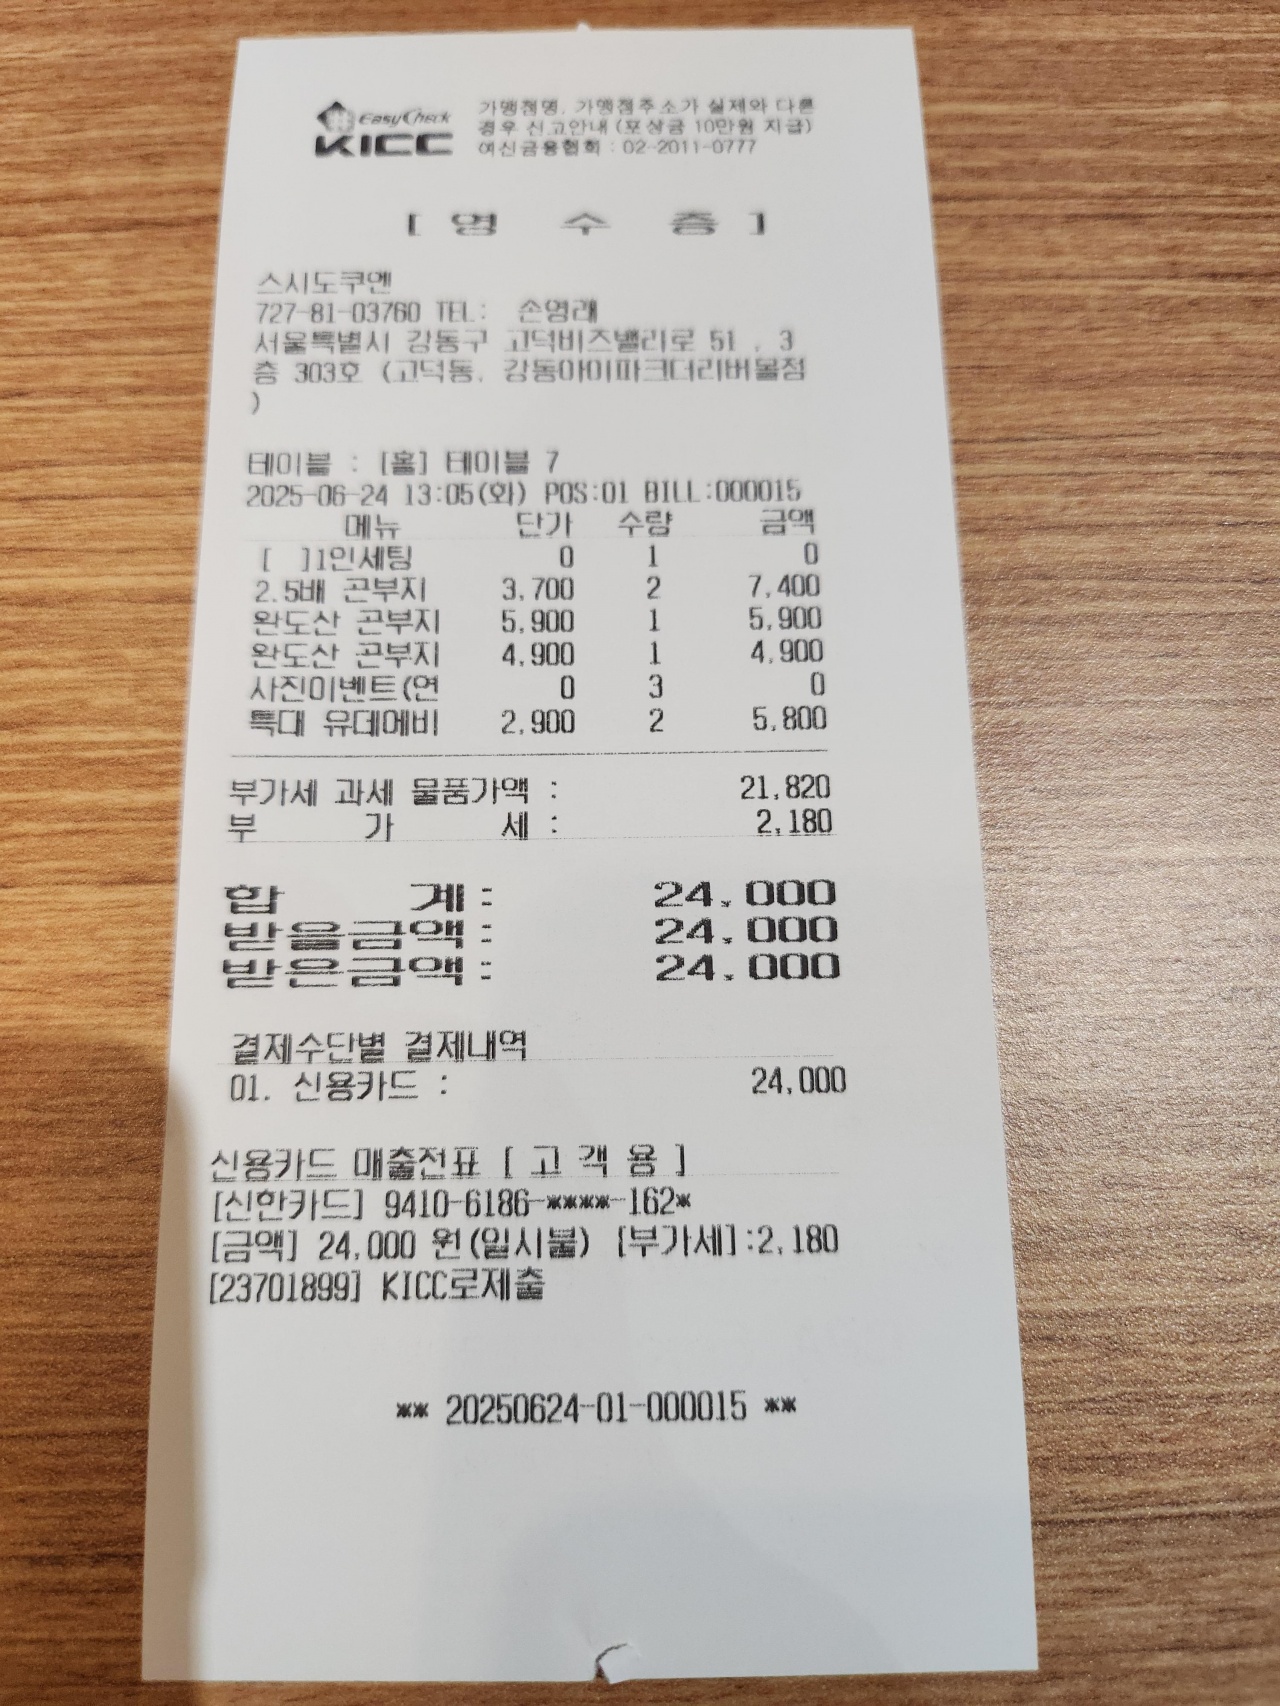 EasyCheck
KICC
가맹점명, 가맹점주소가 실제와 다른
경우 신고안내 (포상금 10만원 지급)
여신금융협회 : 02-2011-0777
[ 영 수 증 ]
스시도쿠엔
727-81-03760 TEL: 손영래
서울특별시 강동구 고덕비즈밸리로 51 , 3
층 303호 (고덕동, 강동아이파크더리버몰점
)
테이블 : [홀] 테이블 7
2025-06-24 13:05(화) POS:01 BILL:000015
메뉴 단가 수량 금액
[ ]1인세팅 0 1 0
2.5배 곤부지 3,700 2 7,400
완도산 곤부지 5,900 1 5,900
완도산 곤부지 4,900 1 4,900
사진이벤트(연 0 3 0
특대 유데에비 2,900 2 5,800
부가세 과세 물품가액 : 21,820
부 가 세 : 2,180
합 계: 24,000
받을금액: 24,000
받은금액: 24,000
결제수단별 결제내역
01. 신용카드 : 24,000
신용카드 매출전표 [ 고 객 용 ]
[신한카드] 9410-6186-****-162*
[금액] 24,000 원(일시불) [부가세]:2,180
[23701899] KICC로제출
** 20250624-01-000015 **